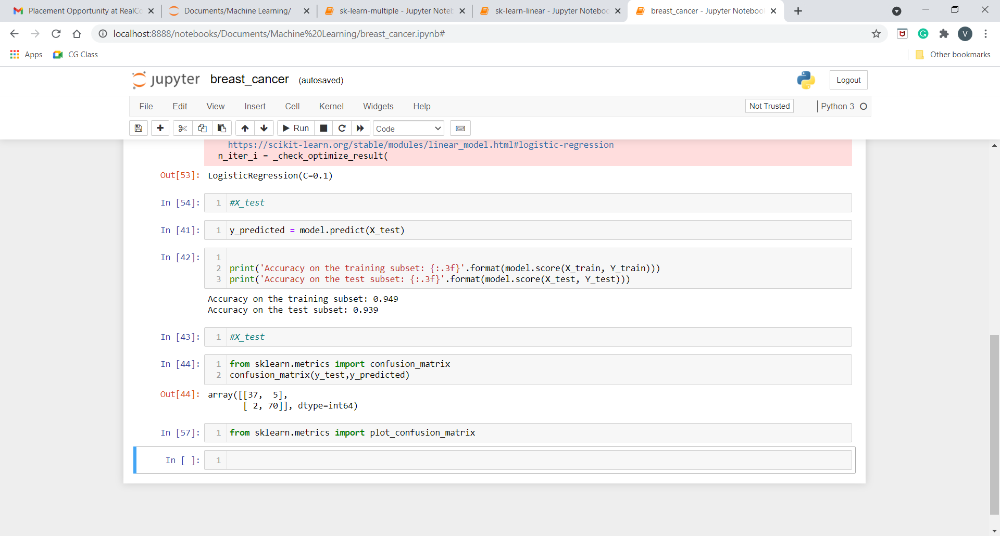 Placement Opportunity at RealCo
Documents/Machine Learning/
sk-learn-multiple - Jupyter Noteb
sk-learn-linear - Jupyter Noteboo
breast_cancer - Jupyter Notebook
localhost:8888/notebooks/Documents/Machine%20Learning/breast_cancer.ipynb#
V
Apps
CG Class
Other bookmarks
jupyter
breast_cancer
(autosaved)
Logout
File
Edit
View
Insert
Cell
Kernel
Widgets
Help
Not Trusted
Python 3
Run
Code
https://scikit-learn.org/stable/modules/linear_model.html#logistic-regression
n_iter_i = _check_optimize_result(
Out[53]: LogisticRegression(C=0.1)
In [54]: 1 #X_test
In [41]: 1 y_predicted = model.predict(X_test)
In [42]: 1
2 print('Accuracy on the training subset: {:.3f}'.format(model.score(X_train, Y_train)))
3 print('Accuracy on the test subset: {:.3f}'.format(model.score(X_test, Y_test)))
Accuracy on the training subset: 0.949
Accuracy on the test subset: 0.939
In [43]: 1 #X_test
In [44]: 1 from sklearn.metrics import confusion_matrix
2 confusion_matrix(y_test,y_predicted)
Out[44]: array([[37,  5],
[ 2, 70]], dtype=int64)
In [57]: 1 from sklearn.metrics import plot_confusion_matrix
In [ ]: 1